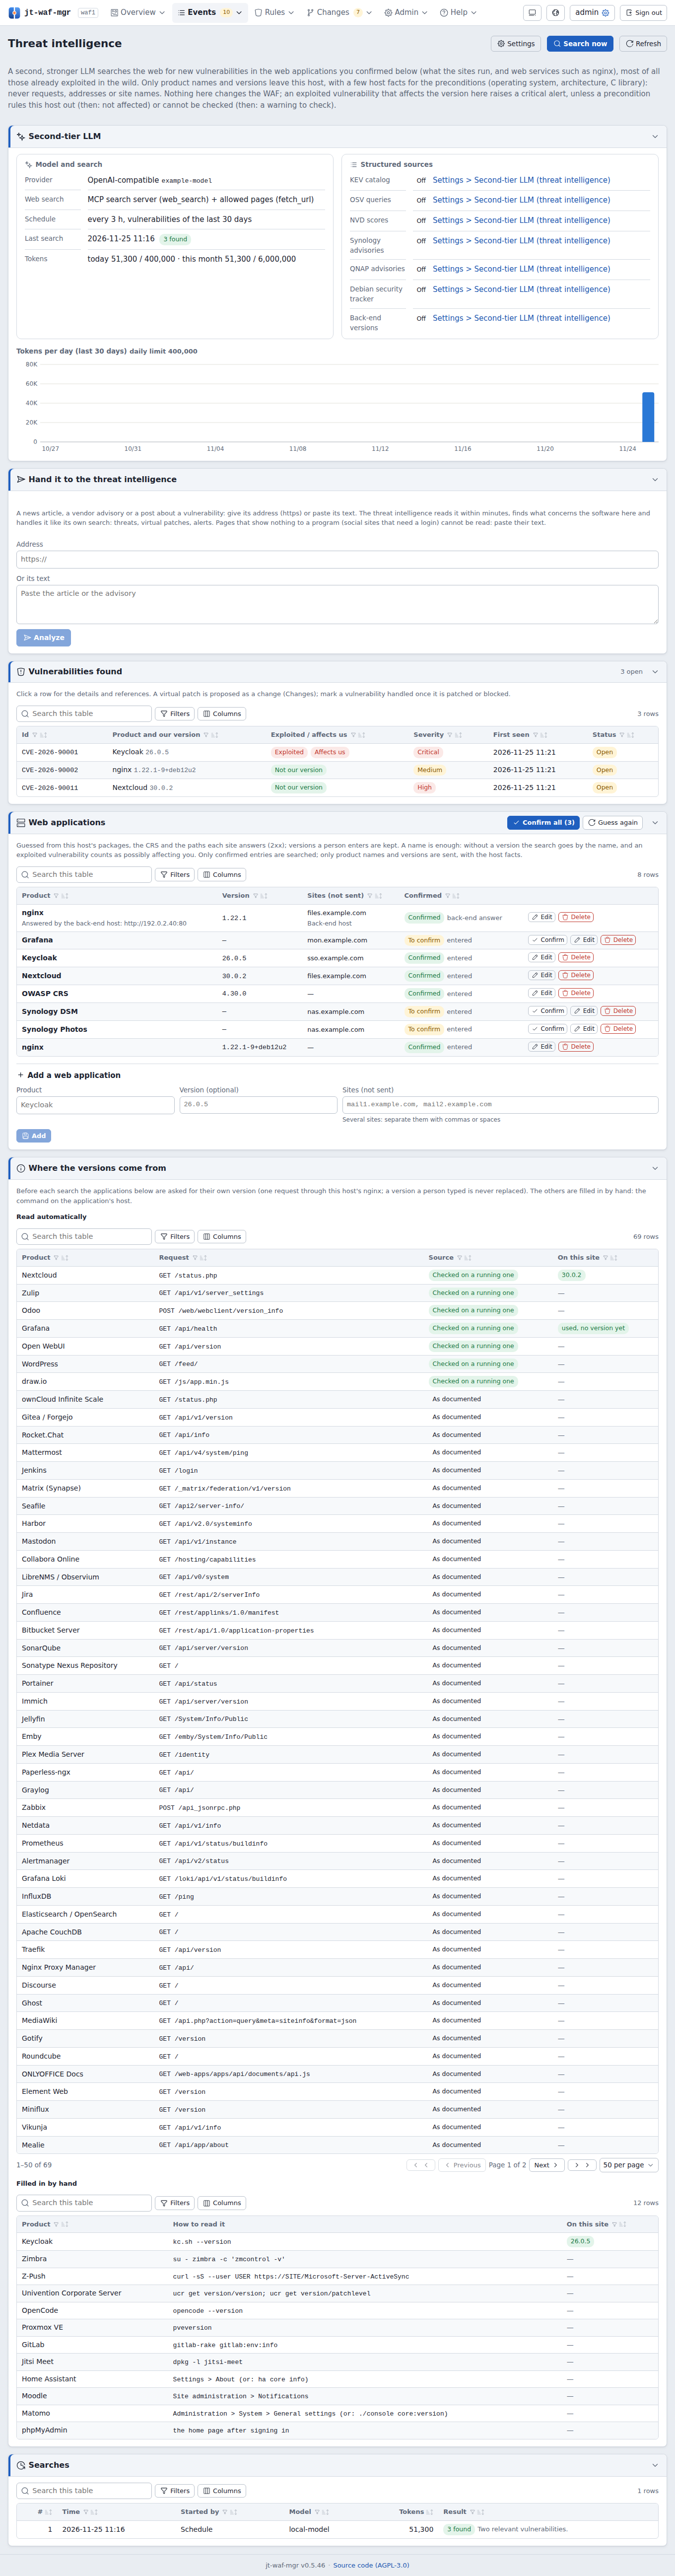 jt-waf-mgr waf1 Overview Events 10 Rules Changes 7 Admin Help admin Sign out
Threat intelligence
Settings Search now Refresh
A second, stronger LLM searches the web for new vulnerabilities in the web applications you confirmed below (what the sites run, and web services such as nginx), most of all
those already exploited in the wild. Only product names and versions leave this host, with a few host facts for the preconditions (operating system, architecture, C library):
never requests, addresses or site names. Nothing here changes the WAF; an exploited vulnerability that affects the version here raises a critical alert, unless a precondition
rules this host out (then: not affected) or cannot be checked (then: a warning to check).
Second-tier LLM
Model and search
Provider OpenAI-compatible example-model
Web search MCP search server (web_search) + allowed pages (fetch_url)
Schedule every 3 h, vulnerabilities of the last 30 days
Last search 2026-11-25 11:16 3 found
Tokens today 51,300 / 400,000 · this month 51,300 / 6,000,000
Structured sources
KEV catalog Off Settings > Second-tier LLM (threat intelligence)
OSV queries Off Settings > Second-tier LLM (threat intelligence)
NVD scores Off Settings > Second-tier LLM (threat intelligence)
Synology advisories Off Settings > Second-tier LLM (threat intelligence)
QNAP advisories Off Settings > Second-tier LLM (threat intelligence)
Debian security tracker Off Settings > Second-tier LLM (threat intelligence)
Back-end versions Off Settings > Second-tier LLM (threat intelligence)
Tokens per day (last 30 days) daily limit 400,000
80K
60K
40K
20K
0
10/27 10/31 11/04 11/08 11/12 11/16 11/20 11/24
Hand it to the threat intelligence
A news article, a vendor advisory or a post about a vulnerability: give its address (https) or paste its text. The threat intelligence reads it within minutes, finds what concerns the software here and
handles it like its own search: threats, virtual patches, alerts. Pages that show nothing to a program (social sites that need a login) cannot be read: paste their text.
Address
https://
Or its text
Paste the article or the advisory
Analyze
Vulnerabilities found 3 open
Click a row for the details and references. A virtual patch is proposed as a change (Changes); mark a vulnerability handled once it is patched or blocked.
Search this table Filters Columns 3 rows
Id Product and our version Exploited / affects us Severity First seen Status
CVE-2026-90001 Keycloak 26.0.5 Exploited Affects us Critical 2026-11-25 11:21 Open
CVE-2026-90002 nginx 1.22.1-9+deb12u2 Not our version Medium 2026-11-25 11:21 Open
CVE-2026-90011 Nextcloud 30.0.2 Not our version High 2026-11-25 11:21 Open
Web applications Confirm all (3) Guess again
Guessed from this host's packages, the CRS and the paths each site answers (2xx); versions a person enters are kept. A name is enough: without a version the search goes by the name, and an
exploited vulnerability counts as possibly affecting you. Only confirmed entries are searched; only product names and versions are sent, with the host facts.
Search this table Filters Columns 8 rows
Product Version Sites (not sent) Confirmed
nginx 1.22.1 files.example.com Confirmed back-end answer Edit Delete
Answered by the back-end host: http://192.0.2.40:80 Back-end host
Grafana — mon.example.com To confirm entered Confirm Edit Delete
Keycloak 26.0.5 sso.example.com Confirmed entered Edit Delete
Nextcloud 30.0.2 files.example.com Confirmed entered Edit Delete
OWASP CRS 4.30.0 — Confirmed entered Edit Delete
Synology DSM — nas.example.com To confirm entered Confirm Edit Delete
Synology Photos — nas.example.com To confirm entered Confirm Edit Delete
nginx 1.22.1-9+deb12u2 — Confirmed entered Edit Delete
Add a web application
Product Version (optional) Sites (not sent)
Keycloak 26.0.5 mail1.example.com, mail2.example.com
Several sites: separate them with commas or spaces
Add
Where the versions come from
Before each search the applications below are asked for their own version (one request through this host's nginx; a version a person typed is never replaced). The others are filled in by hand: the
command on the application's host.
Read automatically
Search this table Filters Columns 69 rows
Product Request Source On this site
Nextcloud GET /status.php Checked on a running one 30.0.2
Zulip GET /api/v1/server_settings Checked on a running one —
Odoo POST /web/webclient/version_info Checked on a running one —
Grafana GET /api/health Checked on a running one used, no version yet
Open WebUI GET /api/version Checked on a running one —
WordPress GET /feed/ Checked on a running one —
draw.io GET /js/app.min.js Checked on a running one —
ownCloud Infinite Scale GET /status.php As documented —
Gitea / Forgejo GET /api/v1/version As documented —
Rocket.Chat GET /api/info As documented —
Mattermost GET /api/v4/system/ping As documented —
Jenkins GET /login As documented —
Matrix (Synapse) GET /_matrix/federation/v1/version As documented —
Seafile GET /api2/server-info/ As documented —
Harbor GET /api/v2.0/systeminfo As documented —
Mastodon GET /api/v1/instance As documented —
Collabora Online GET /hosting/capabilities As documented —
LibreNMS / Observium GET /api/v0/system As documented —
Jira GET /rest/api/2/serverInfo As documented —
Confluence GET /rest/applinks/1.0/manifest As documented —
Bitbucket Server GET /rest/api/1.0/application-properties As documented —
SonarQube GET /api/server/version As documented —
Sonatype Nexus Repository GET / As documented —
Portainer GET /api/status As documented —
Immich GET /api/server/version As documented —
Jellyfin GET /System/Info/Public As documented —
Emby GET /emby/System/Info/Public As documented —
Plex Media Server GET /identity As documented —
Paperless-ngx GET /api/ As documented —
Graylog GET /api/ As documented —
Zabbix POST /api_jsonrpc.php As documented —
Netdata GET /api/v1/info As documented —
Prometheus GET /api/v1/status/buildinfo As documented —
Alertmanager GET /api/v2/status As documented —
Grafana Loki GET /loki/api/v1/status/buildinfo As documented —
InfluxDB GET /ping As documented —
Elasticsearch / OpenSearch GET / As documented —
Apache CouchDB GET / As documented —
Traefik GET /api/version As documented —
Nginx Proxy Manager GET /api/ As documented —
Discourse GET / As documented —
Ghost GET / As documented —
MediaWiki GET /api.php?action=query&meta=siteinfo&format=json As documented —
Gotify GET /version As documented —
Roundcube GET / As documented —
ONLYOFFICE Docs GET /web-apps/apps/api/documents/api.js As documented —
Element Web GET /version As documented —
Miniflux GET /version As documented —
Vikunja GET /api/v1/info As documented —
Mealie GET /api/app/about As documented —
1–50 of 69 Previous Page 1 of 2 Next 50 per page
Filled in by hand
Search this table Filters Columns 12 rows
Product How to read it On this site
Keycloak kc.sh --version 26.0.5
Zimbra su - zimbra -c 'zmcontrol -v' —
Z-Push curl -sS --user USER https://SITE/Microsoft-Server-ActiveSync —
Univention Corporate Server ucr get version/version; ucr get version/patchlevel —
OpenCode opencode --version —
Proxmox VE pveversion —
GitLab gitlab-rake gitlab:env:info —
Jitsi Meet dpkg -l jitsi-meet —
Home Assistant Settings > About (or: ha core info) —
Moodle Site administration > Notifications —
Matomo Administration > System > General settings (or: ./console core:version) —
phpMyAdmin the home page after signing in —
Searches
Search this table Filters Columns 1 rows
# Time Started by Model Tokens Result
1 2026-11-25 11:16 Schedule local-model 51,300 3 found Two relevant vulnerabilities.
jt-waf-mgr v0.5.46 · Source code (AGPL-3.0)